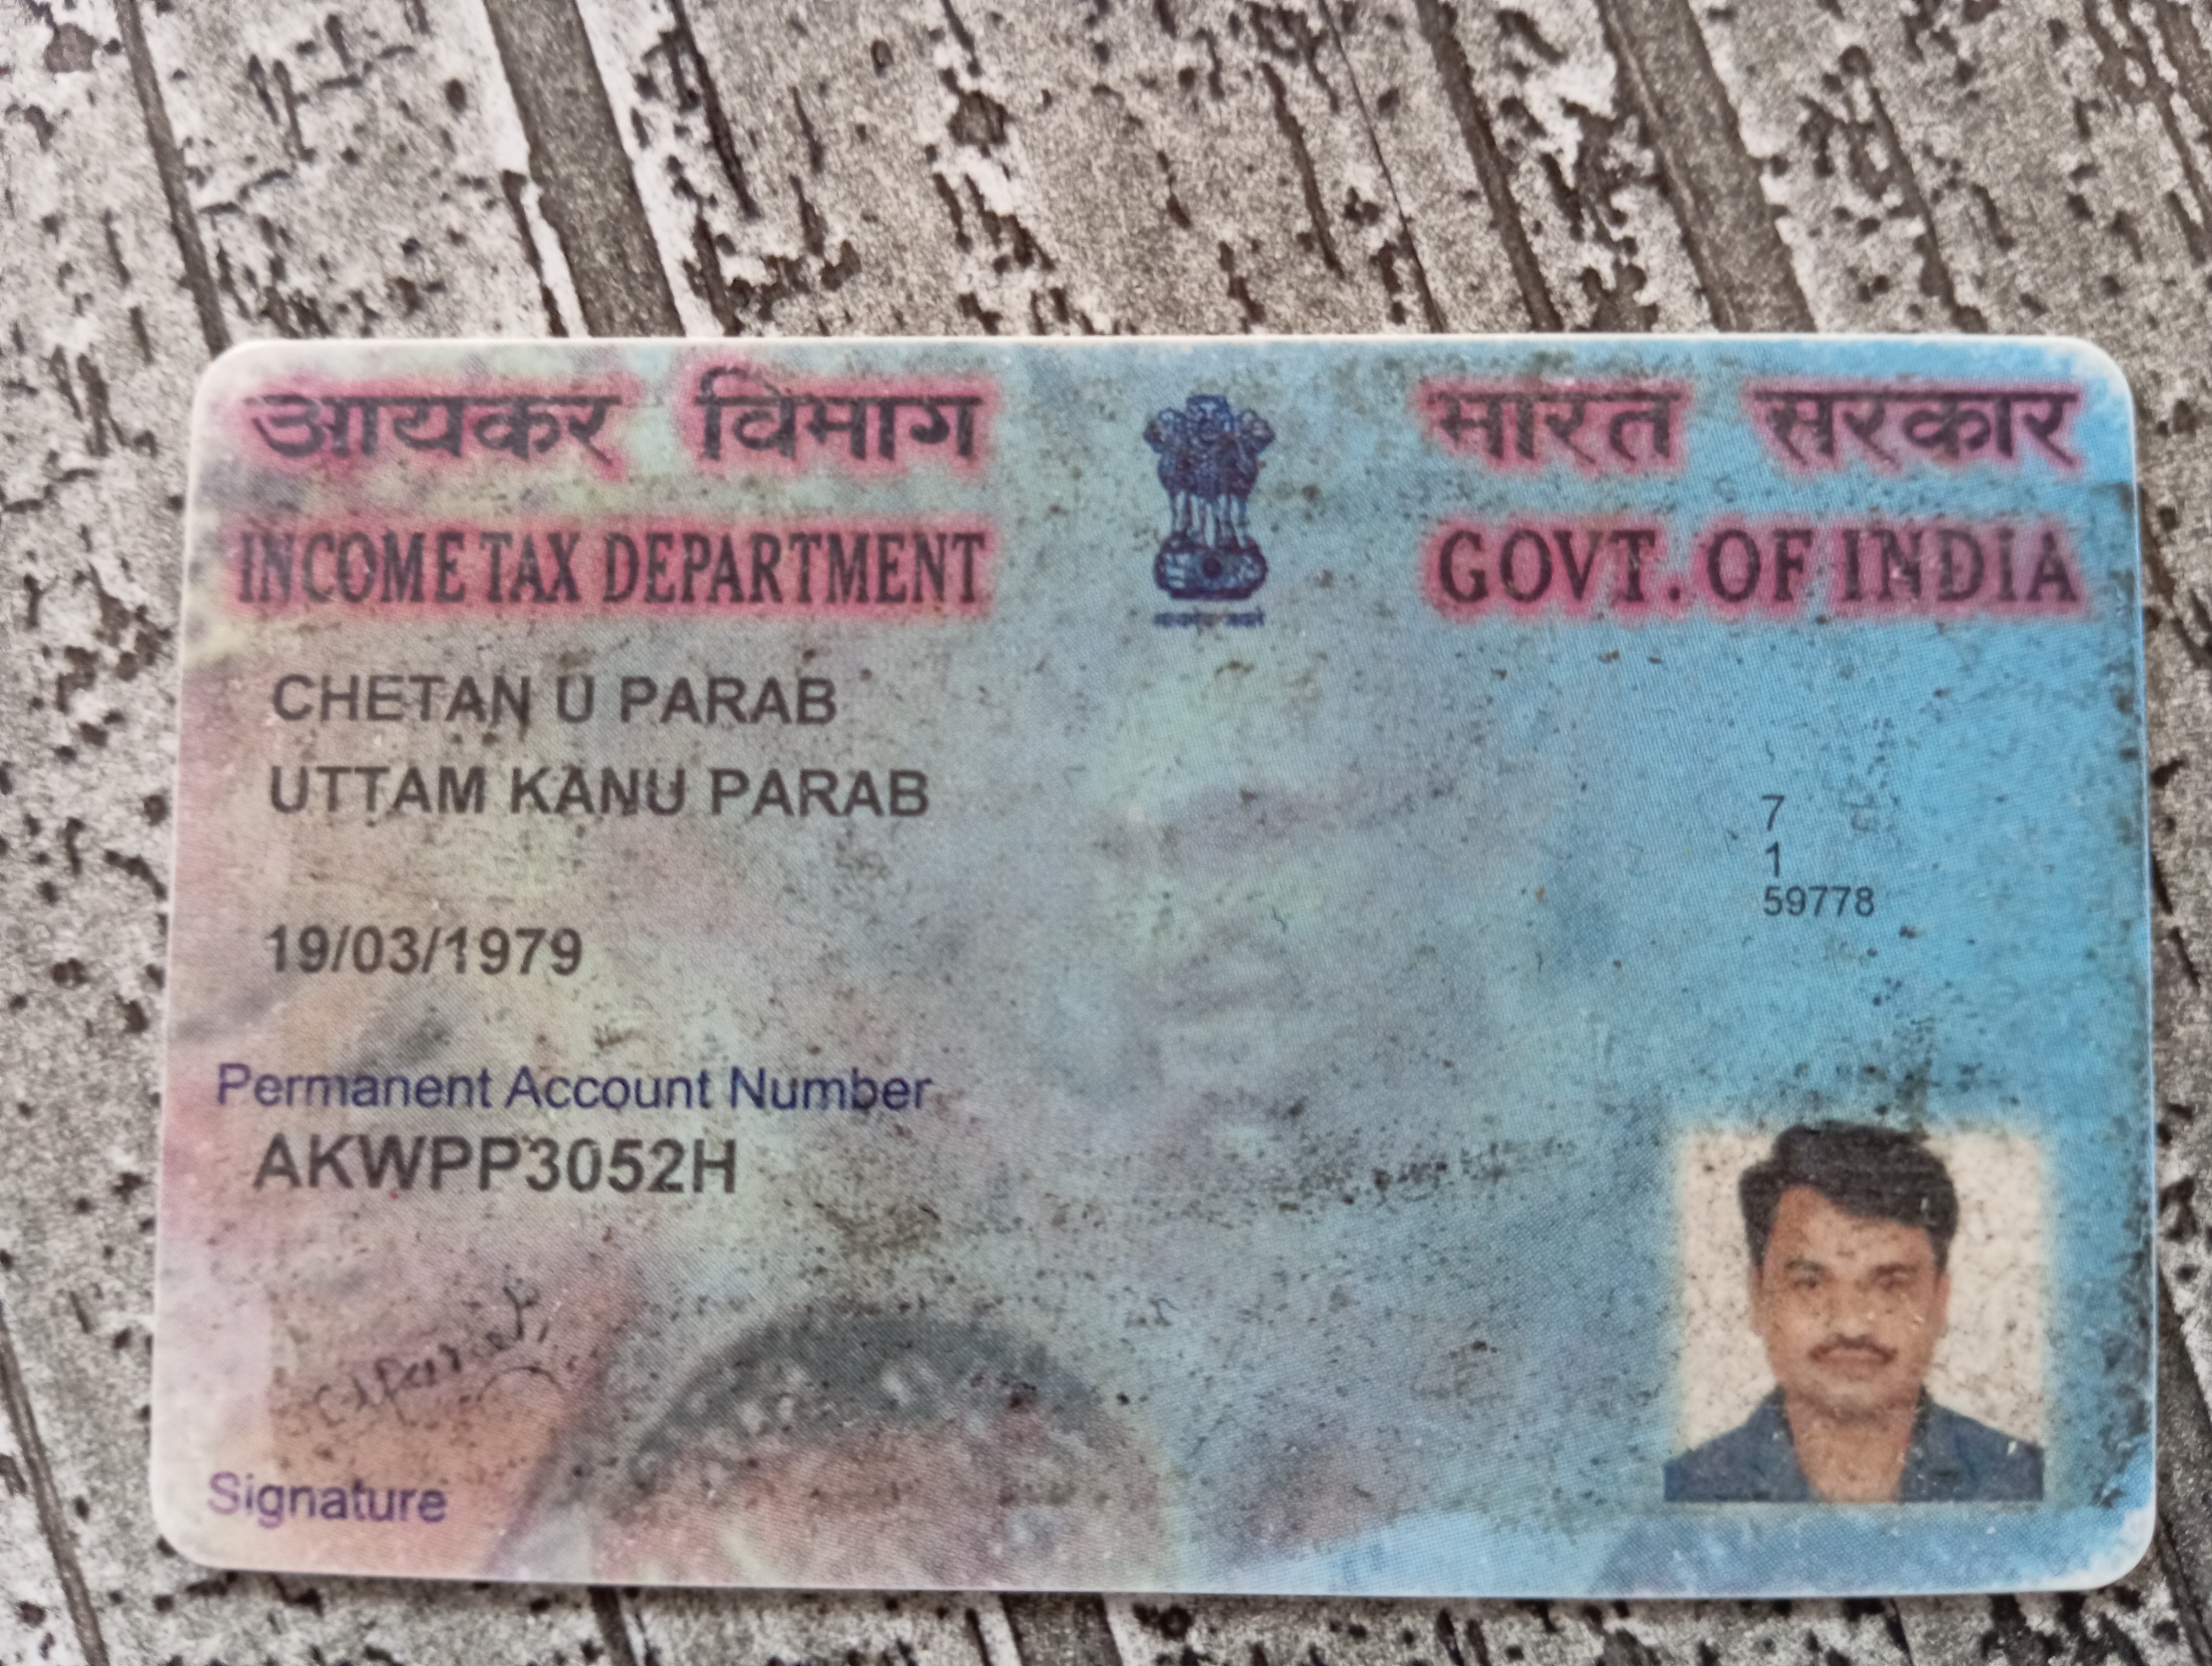 आयकर विभाग
भारत सरकार
INCOME TAX DEPARTMENT
GOVT. OF INDIA
CHETAN U PARAB
UTTAM KANU PARAB
7
1
59778
19/03/1979
Permanent Account Number
AKWPP3052H
Signature